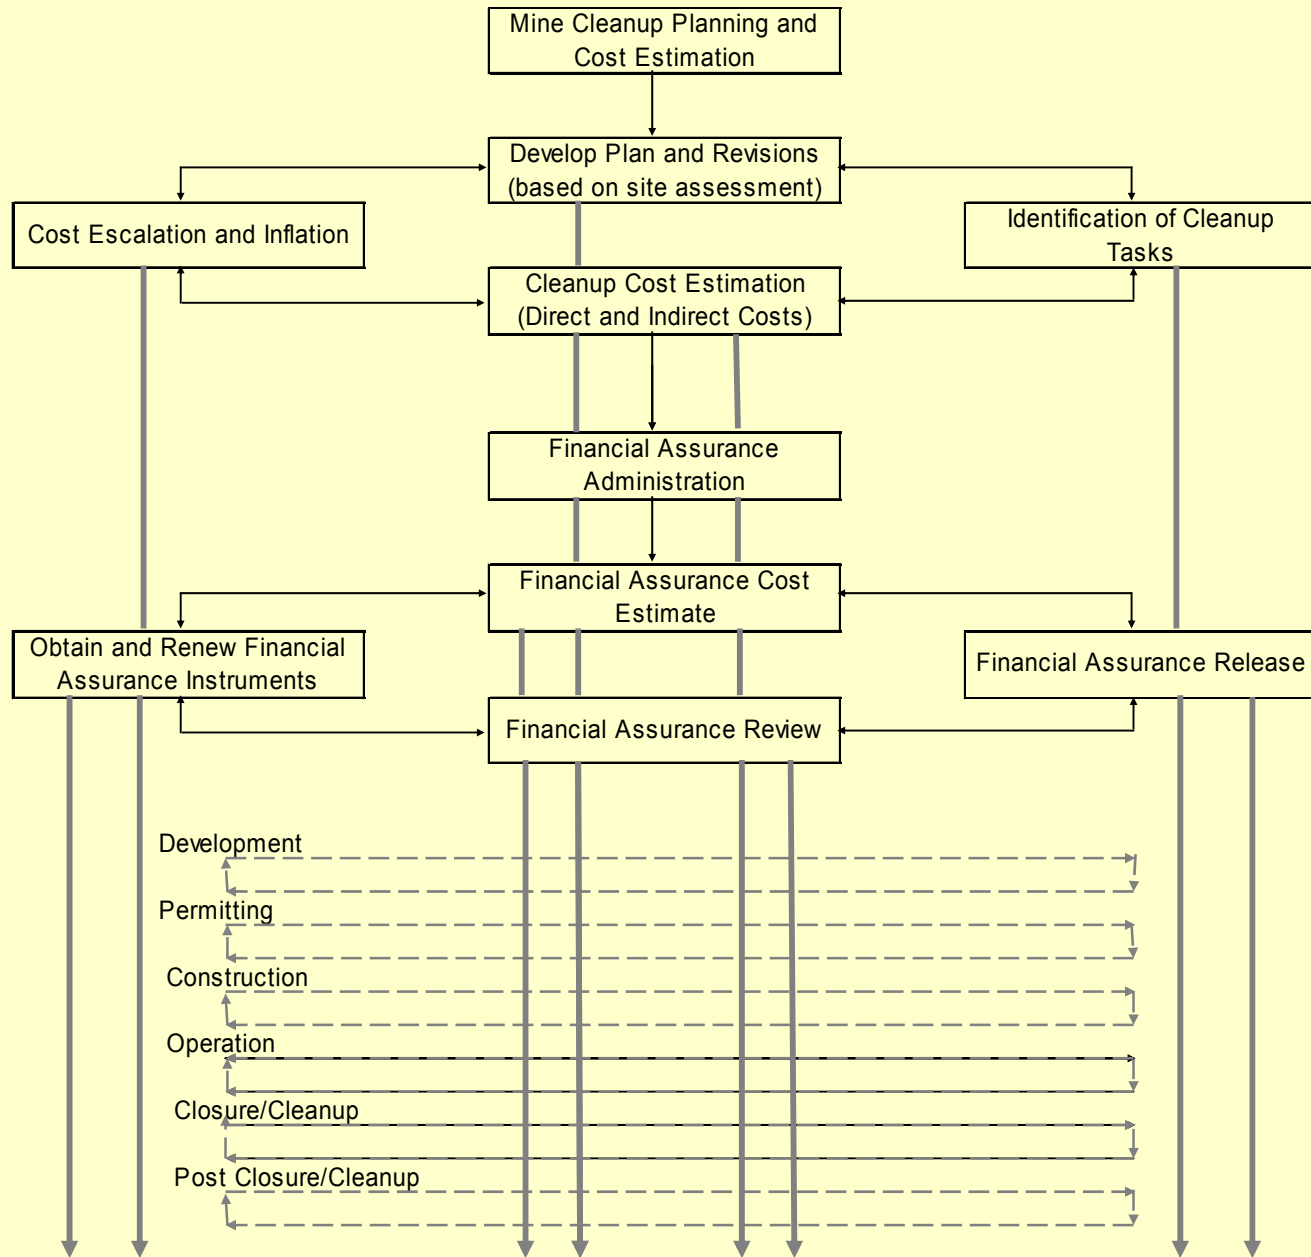 Mine Cleanup Planning and
Cost Estimation
Develop Plan and Revisions
(based on site assessment)
Cost Escalation and Inflation
Identification of Cleanup
Tasks
Cleanup Cost Estimation
(Direct and Indirect Costs)
Financial Assurance
Administration
Financial Assurance Cost
Estimate
Obtain and Renew Financial
Assurance Instruments
Financial Assurance Release
Financial Assurance Review
Development
Permitting
Construction
Operation
Closure/Cleanup
Post Closure/Cleanup